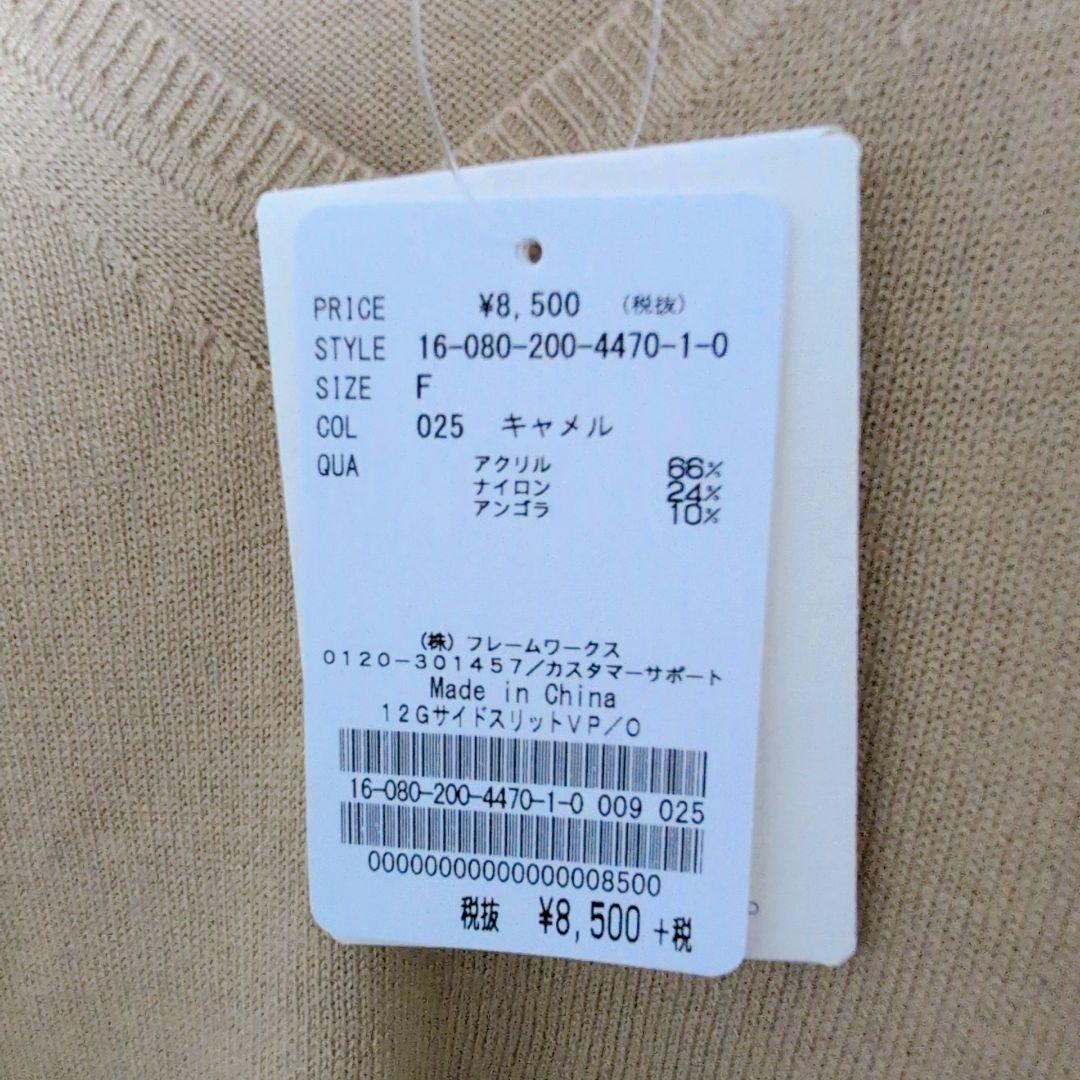 PRICE ¥8,500 (税抜)
STYLE 16-080-200-4470-1-0
SIZE F
COL 025 キャメル
QUA アクリル 66%
ナイロン 24%
アンゴラ 10%
(株)フレームワークス
0120-301457/カスタマーサポート
Made in China
12GサイドスリットVP/O
16-080-200-4470-1-0 009 025
00000000000000008500
税抜 ¥8,500 +税